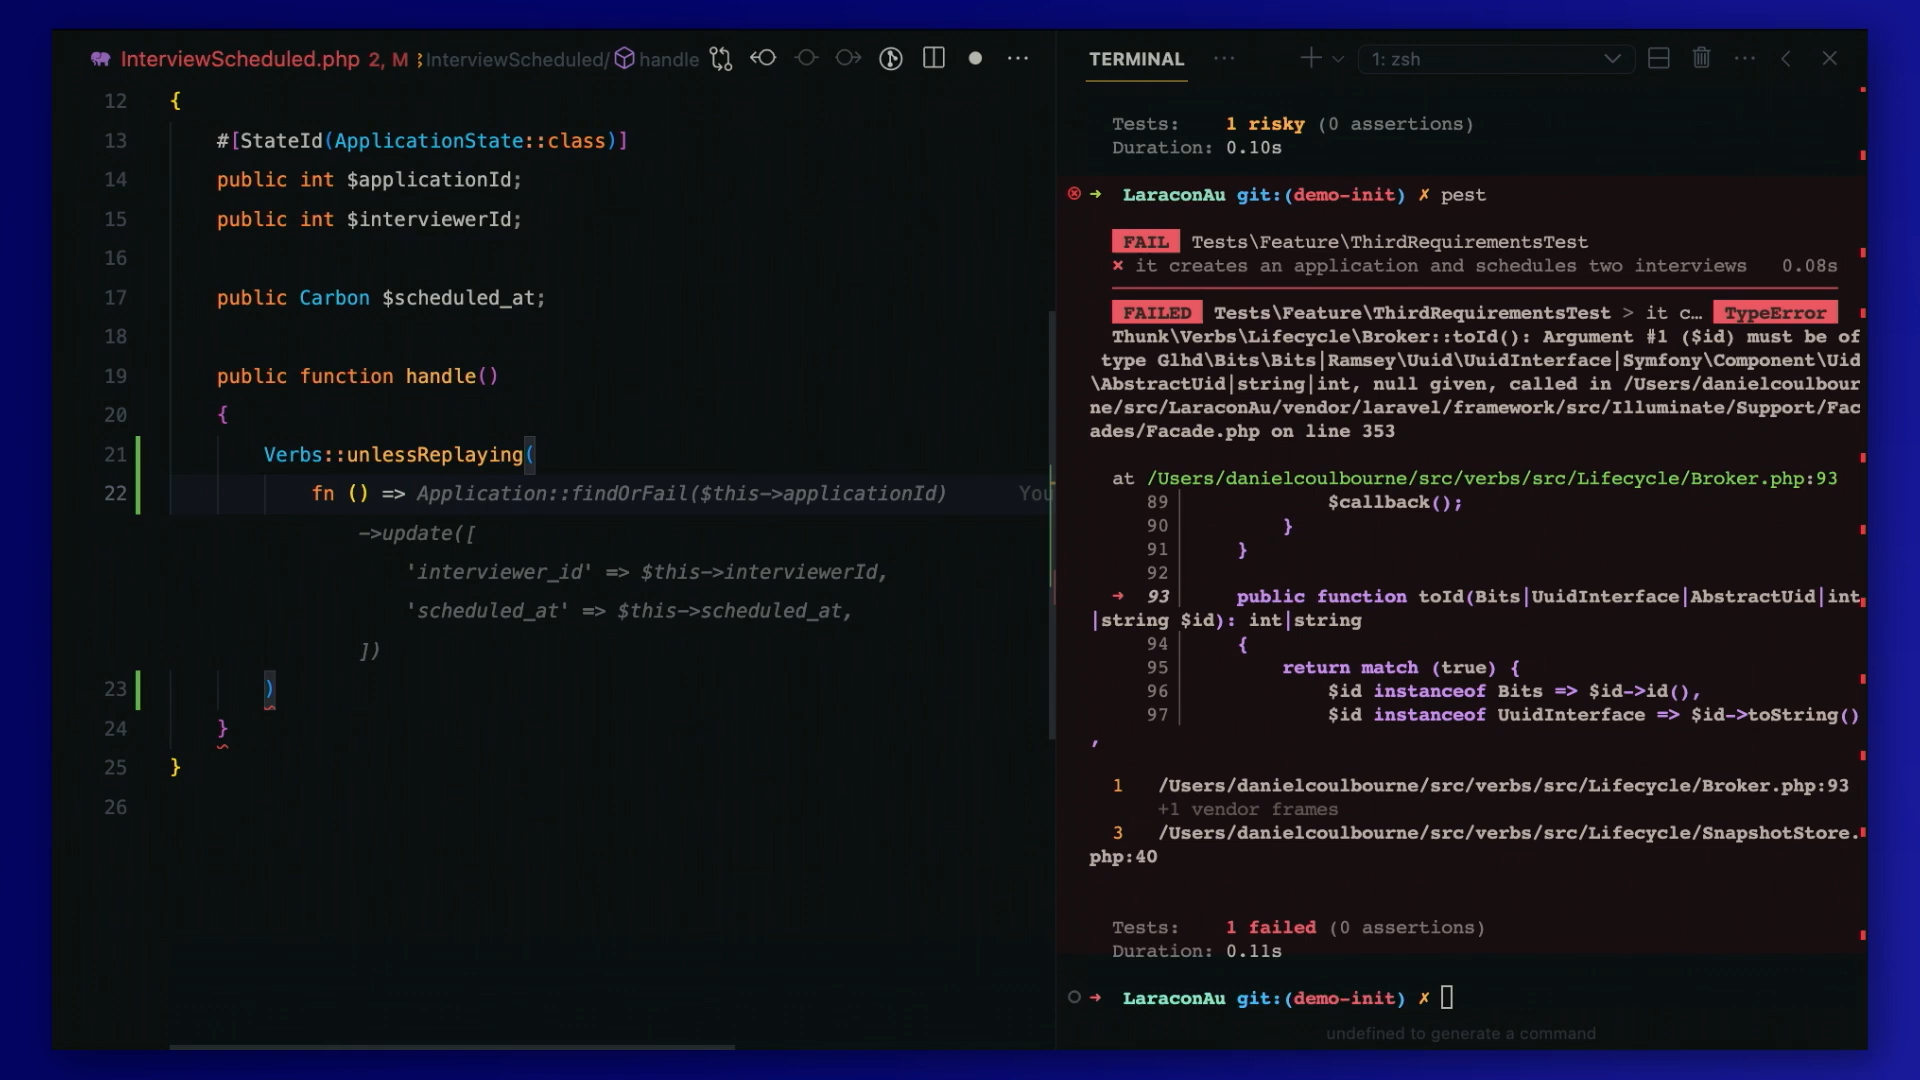 InterviewScheduled.php 2, M InterviewScheduled/ handle
12 {
13 #[StateId(ApplicationState::class)]
14 public int $applicationId;
15 public int $interviewerId;
16
17 public Carbon $scheduled_at;
18
19 public function handle()
20 {
21 Verbs::unlessReplaying(
22 fn () => Application::findOrFail($this->applicationId) You
->update([
'interviewer_id' => $this->interviewerId,
'scheduled_at' => $this->scheduled_at,
])
23 )
24 }
25 }
26
TERMINAL ··· 1: zsh
Tests: 1 risky (0 assertions)
Duration: 0.10s
➜ LaraconAu git:(demo-init) ✗ pest
FAIL Tests\Feature\ThirdRequirementsTest
⨯ it creates an application and schedules two interviews 0.08s
FAILED Tests\Feature\ThirdRequirementsTest > it c… TypeError
Thunk\Verbs\Lifecycle\Broker::toId(): Argument #1 ($id) must be of
type Glhd\Bits\Bits|Ramsey\Uuid\UuidInterface|Symfony\Component\Uid
\AbstractUid|string|int, null given, called in /Users/danielcoulbour
ne/src/LaraconAu/vendor/laravel/framework/src/Illuminate/Support/Fac
ades/Facade.php on line 353
at /Users/danielcoulbourne/src/verbs/src/Lifecycle/Broker.php:93
89 $callback();
90 }
91 }
92
➜ 93 public function toId(Bits|UuidInterface|AbstractUid|int
|string $id): int|string
94 {
95 return match (true) {
96 $id instanceof Bits => $id->id(),
97 $id instanceof UuidInterface => $id->toString()
,
1 /Users/danielcoulbourne/src/verbs/src/Lifecycle/Broker.php:93
+1 vendor frames
3 /Users/danielcoulbourne/src/verbs/src/Lifecycle/SnapshotStore.
php:40
Tests: 1 failed (0 assertions)
Duration: 0.11s
➜ LaraconAu git:(demo-init) ✗
undefined to generate a command